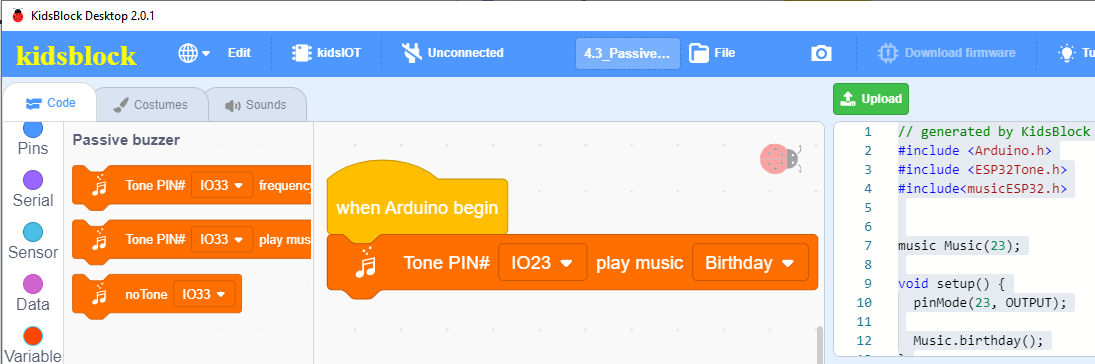 KidsBlock Desktop 2.0.1
kidsblock
Edit
kidsIOT
Unconnected
4.3_Passive...
File
Download firmware
Tu
Code
Costumes
Sounds
Upload
Pins
Serial
Sensor
Data
Variable
Passive buzzer
Tone PIN# IO33 frequency
Tone PIN# IO33 play mus
noTone IO33
when Arduino begin
Tone PIN# IO23 play music Birthday
1 // generated by KidsBlock
2 #include <Arduino.h>
3 #include <ESP32Tone.h>
4 #include<musicESP32.h>
5
6
7 music Music(23);
8
9 void setup() {
10 pinMode(23, OUTPUT);
11
12 Music.birthday();